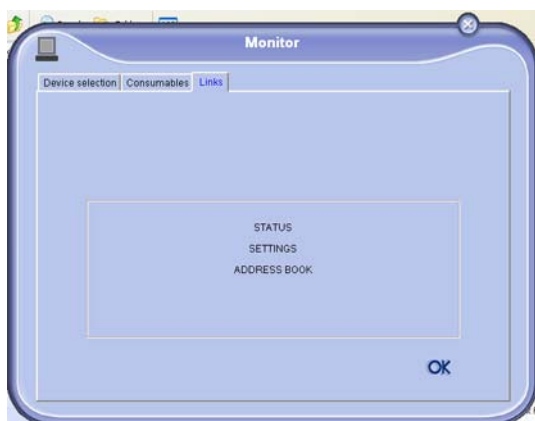 Monitor
Device selection Consumables Links
STATUS
SETTINGS
ADDRESS BOOK
OK